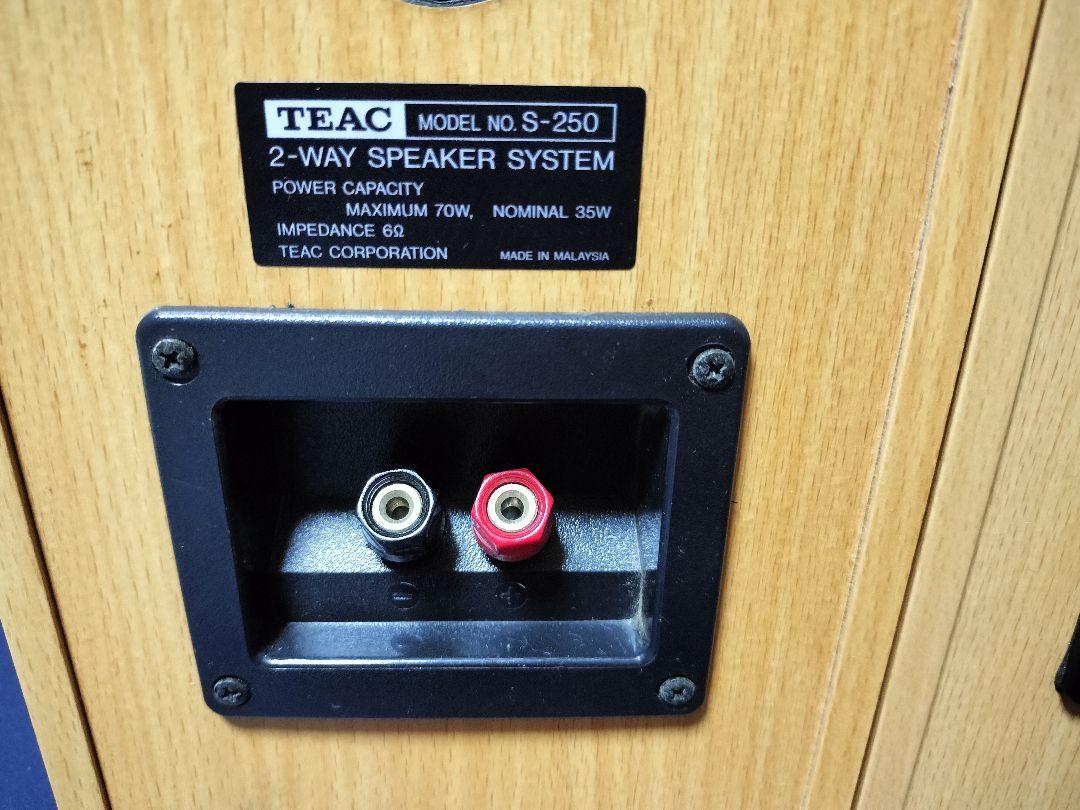 TEAC MODEL NO. S-250
2-WAY SPEAKER SYSTEM
POWER CAPACITY
MAXIMUM 70W, NOMINAL 35W
IMPEDANCE 6Ω
TEAC CORPORATION MADE IN MALAYSIA
− +